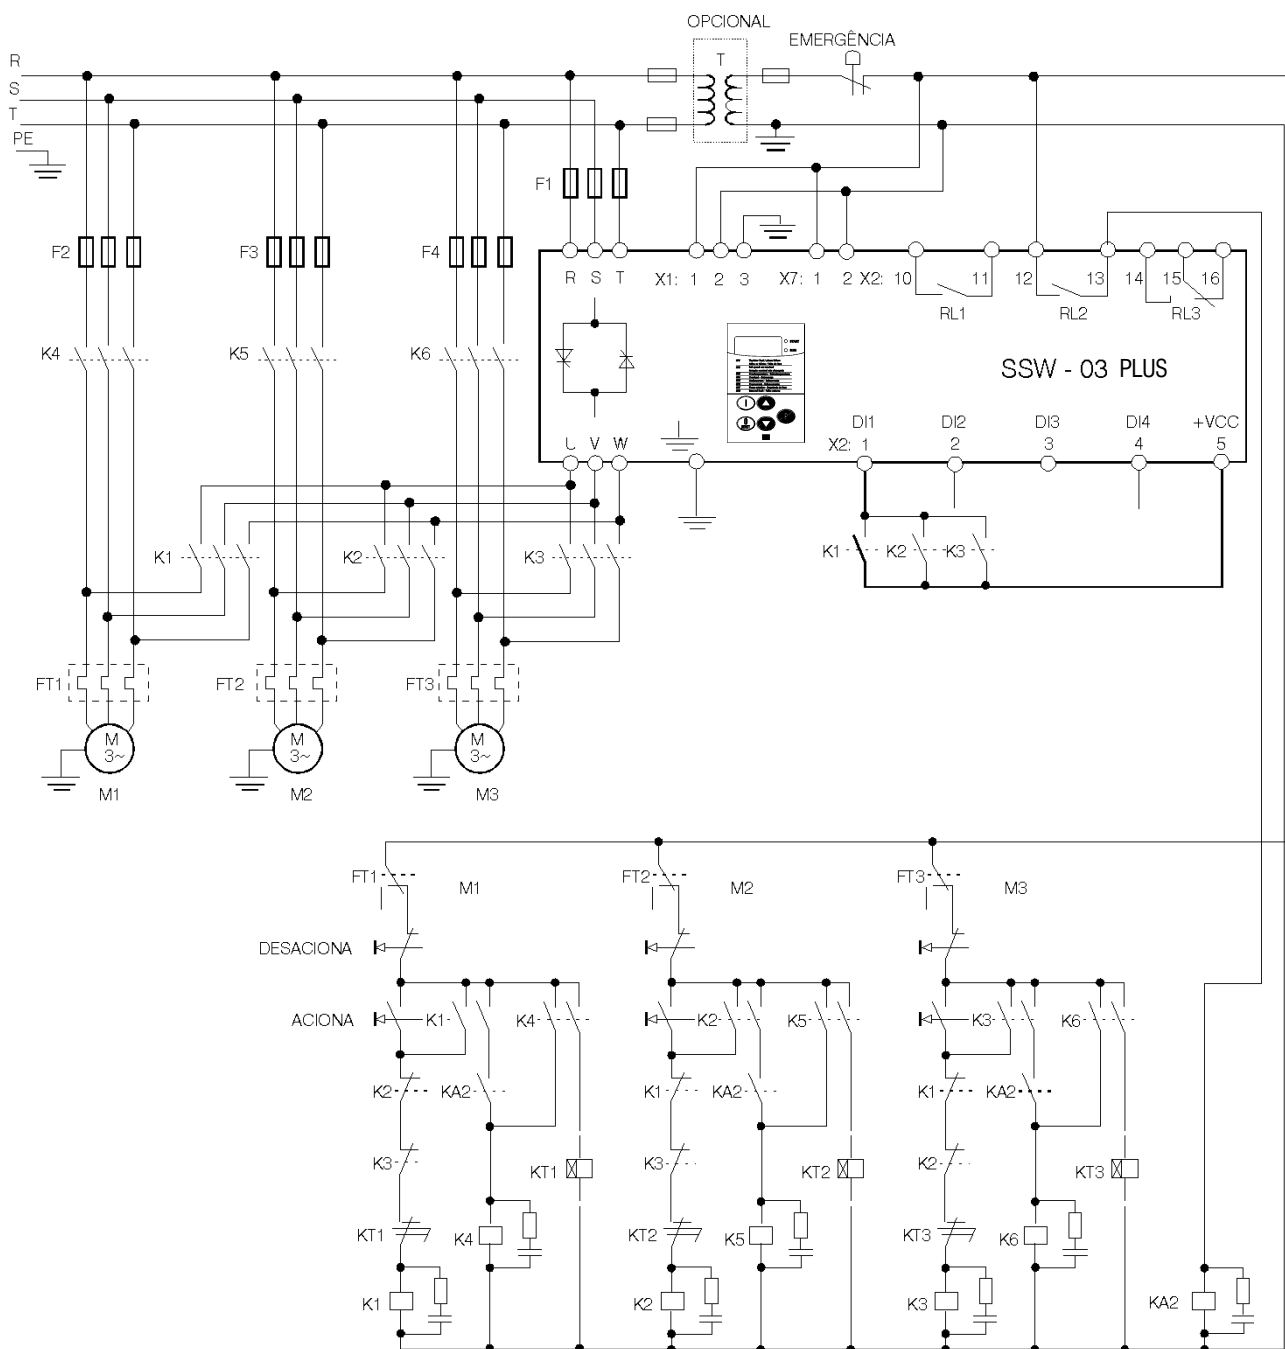 OPCIONAL
EMERGÊNCIA
R
T
S
T
PE
F1
F2
F3
F4
R S T X1: 1 2 3 X7: 1 2 X2: 10 11 12 13 14 15 16
RL1 RL2 RL3
K4 K5 K6
SSW - 03 PLUS
DI1 DI2 DI3 DI4 +VCC
U V W
X2: 1 2 3 4 5
K1 K2 K3
K1 K2 K3
FT1 FT2 FT3
M
3~
M
3~
M
3~
M1 M2 M3
FT1 M1 FT2 M2 FT3 M3
DESACIONA
ACIONA K1 K4 K2 K5 K3 K6
K2 KA2 K1 KA2 K1 KA2
K3 KT1 K3 KT2 K2 KT3
KT1 K4 KT2 K5 KT3 K6
K1 K2 K3 KA2